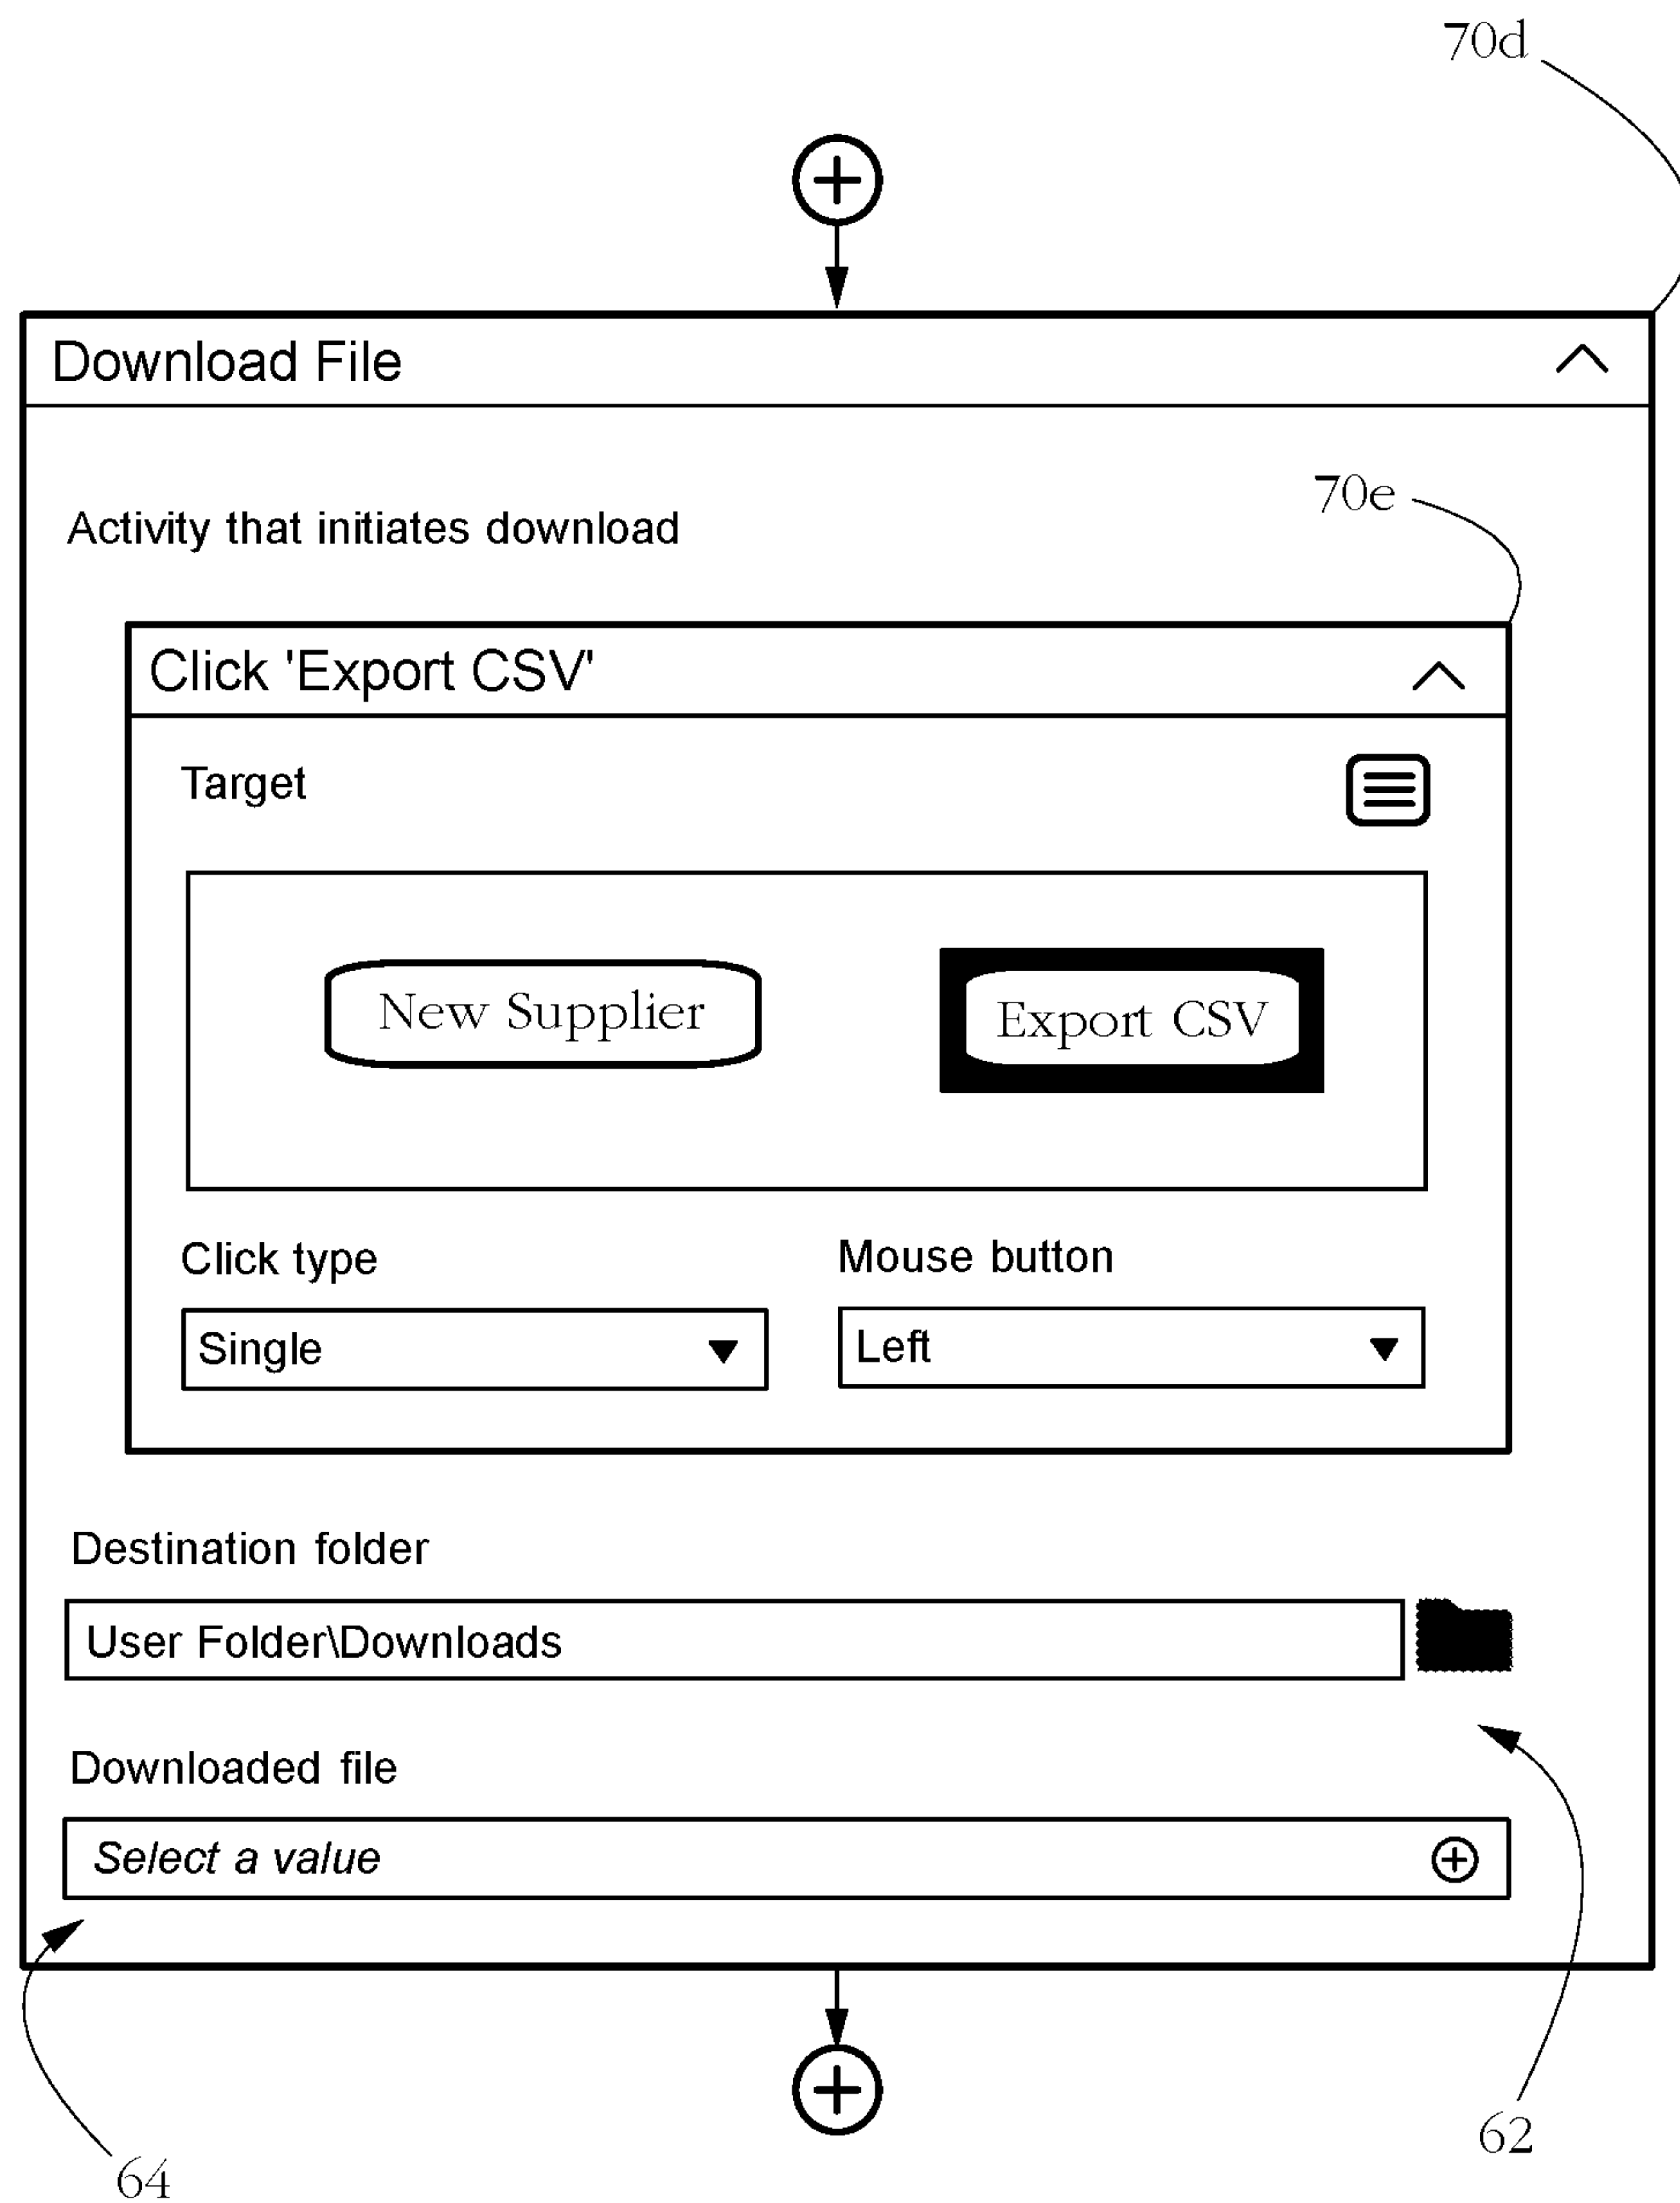 70d
Download File
70e
Activity that initiates download
Click 'Export CSV'
Target
New Supplier
Export CSV
Click type
Mouse button
Single
Left
Destination folder
User Folder\Downloads
Downloaded file
Select a value
62
64